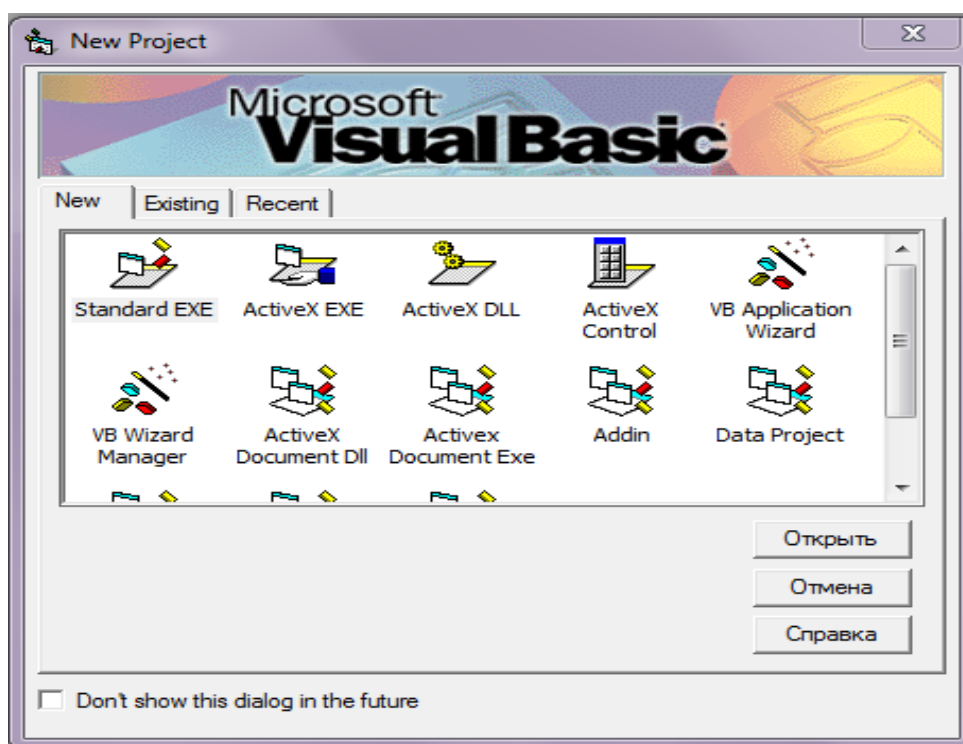 New Project
Microsoft
Visual Basic
New Existing Recent
Standard EXE ActiveX EXE ActiveX DLL ActiveX Control VB Application Wizard
VB Wizard Manager ActiveX Document Dll Activex Document Exe Addin Data Project
Открыть
Отмена
Справка
Don't show this dialog in the future